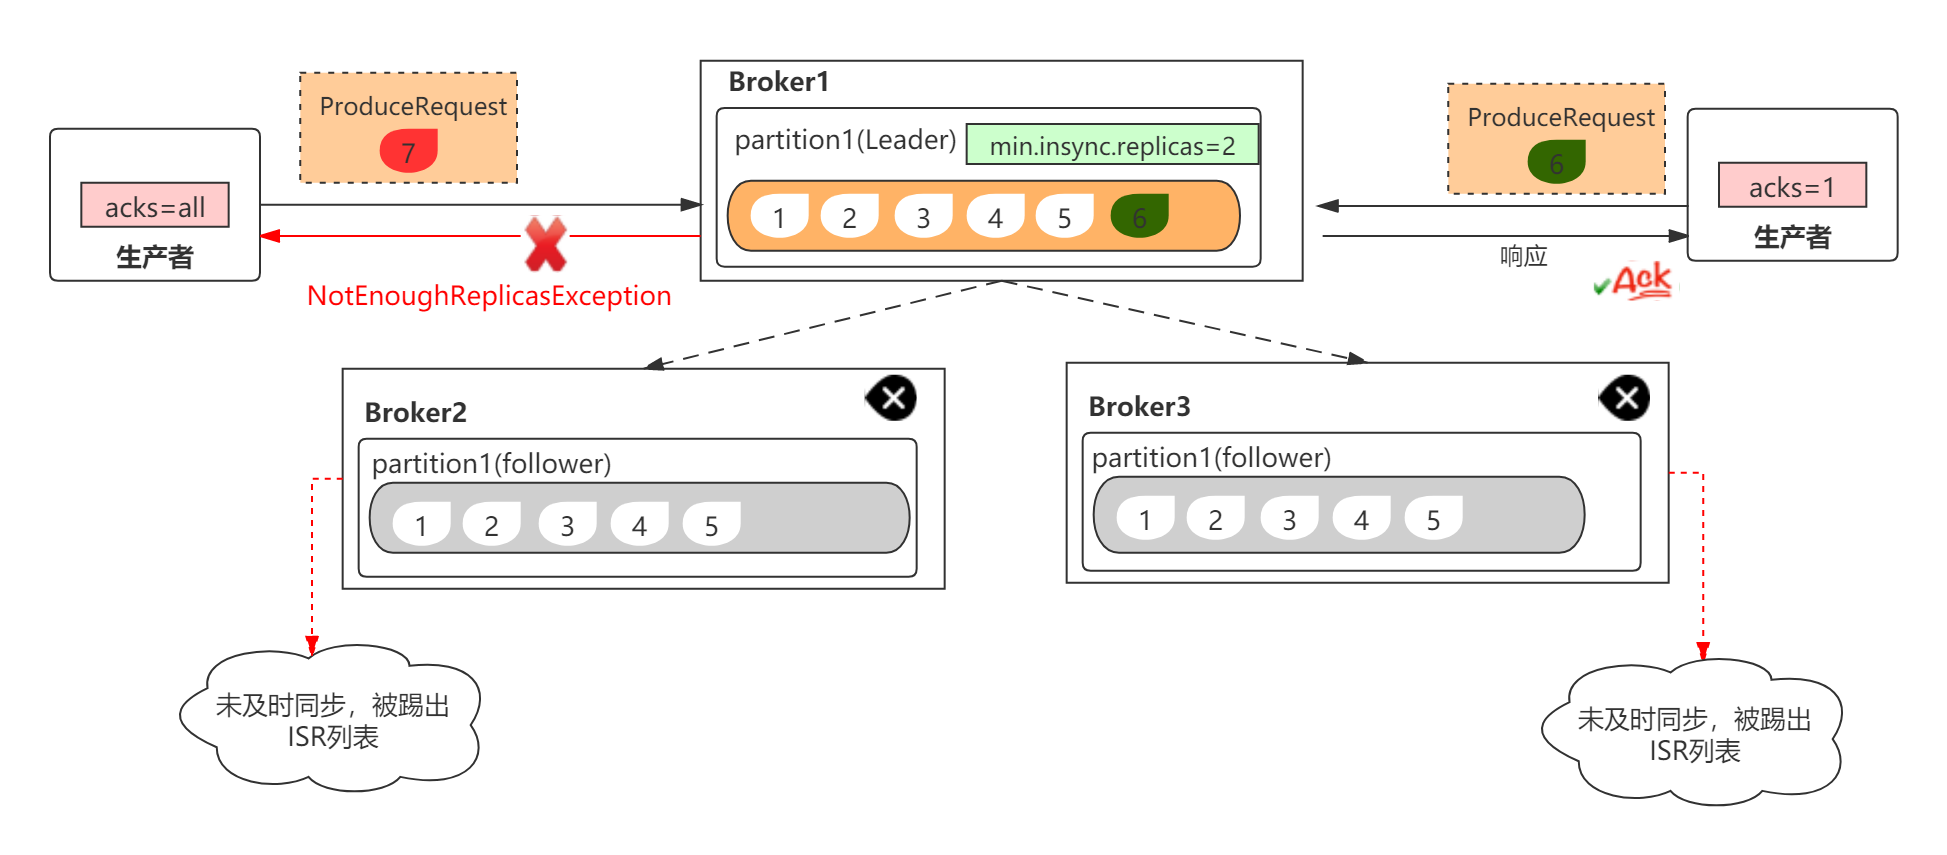 ProduceRequest
7
acks=all
生产者
NotEnoughReplicasException
Broker1
partition1(Leader)
min.insync.replicas=2
1 2 3 4 5 6
ProduceRequest
6
acks=1
生产者
响应
Ack
Broker2
partition1(follower)
1 2 3 4 5
Broker3
partition1(follower)
1 2 3 4 5
未及时同步，被踢出
ISR列表
未及时同步，被踢出
ISR列表